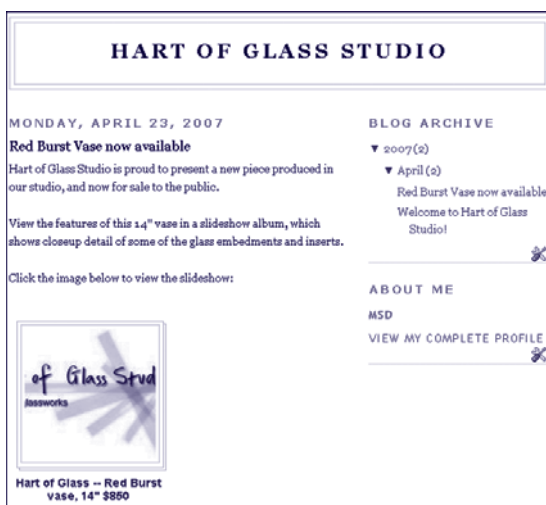 HART OF GLASS STUDIO
MONDAY, APRIL 23, 2007
Red Burst Vase now available
Hart of Glass Studio is proud to present a new piece produced in
our studio, and now for sale to the public.
View the features of this 14" vase in a slideshow album, which
shows closeup detail of some of the glass embedments and inserts.
Click the image below to view the slideshow:
of Glass Stud
lassworks
Hart of Glass -- Red Burst
vase, 14" $850
BLOG ARCHIVE
▼ 2007 (2)
▼ April (2)
Red Burst Vase now available
Welcome to Hart of Glass
Studio!
ABOUT ME
MSD
VIEW MY COMPLETE PROFILE